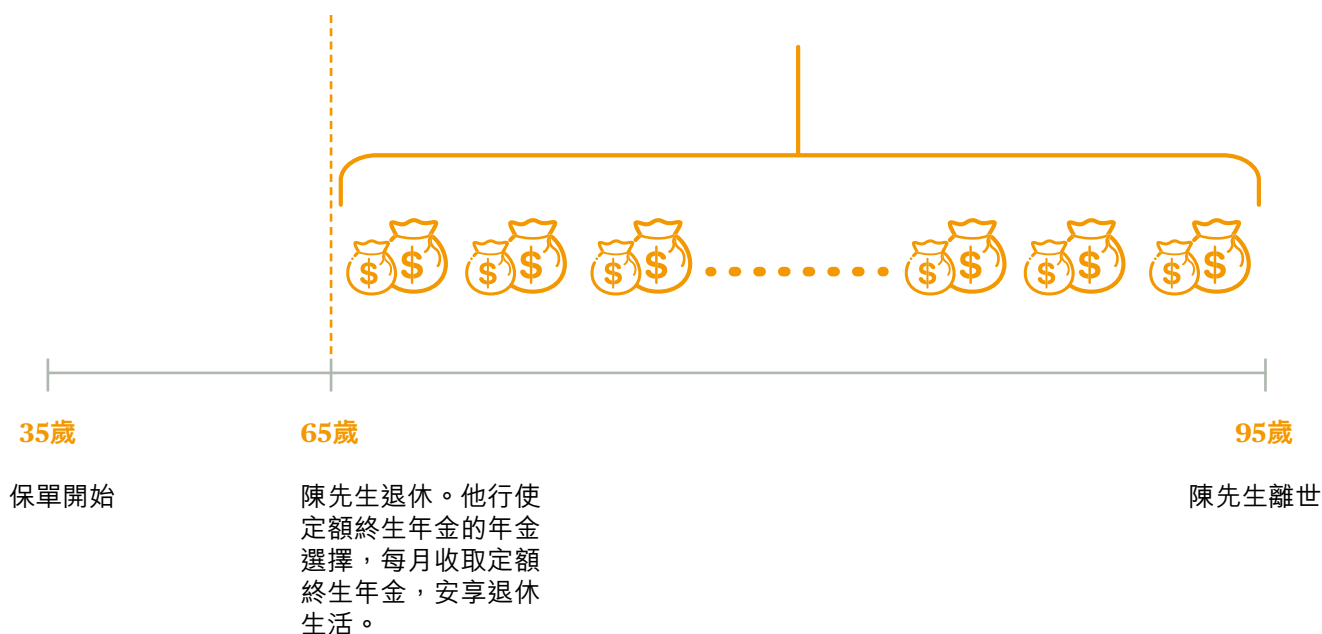 35歲
65歲
95歲
保單開始
陳先生退休。他行使
定額終生年金的年金
選擇，每月收取定額
終生年金，安享退休
生活。
陳先生離世